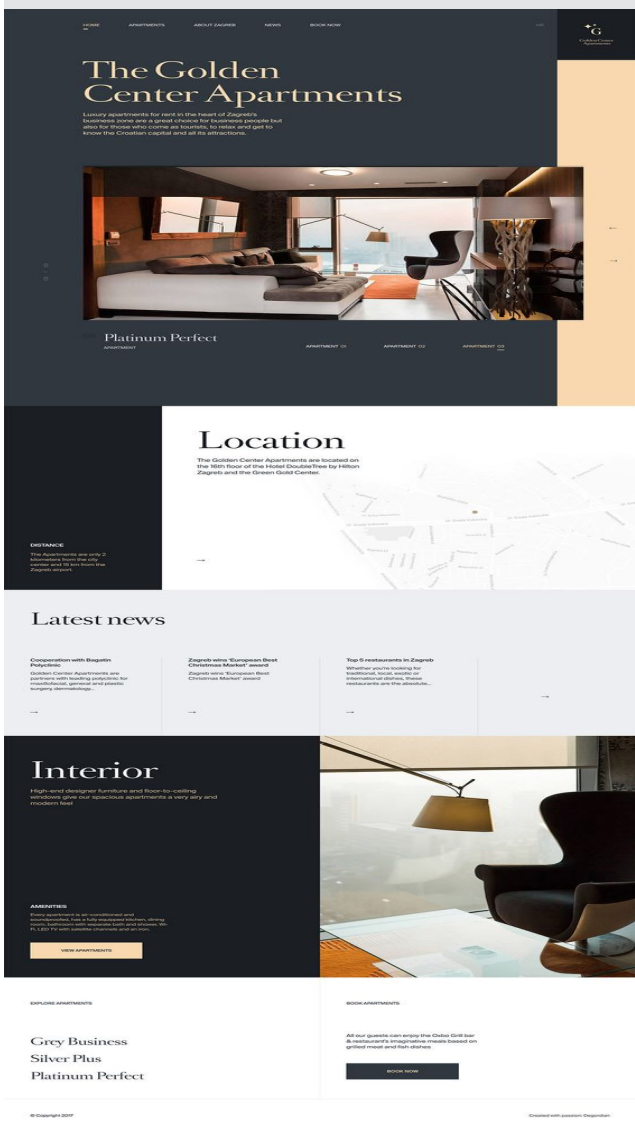 HOME
APARTMENTS
ABOUT ZAGREB
NEWS
BOOK NOW
G
Golden Center
Apartments
The Golden
Center Apartments
Luxury apartments for rent in the heart of Zagreb's
business zone are a great choice for business people but
also for those who come as tourists, to relax and get to
know the Croatian capital and all its attractions.
Platinum Perfect
APARTMENT
APARTMENT 01
APARTMENT 02
APARTMENT 03
Location
The Golden Center Apartments are located on
the 16th floor of the Hotel DoubleTree by Hilton
Zagreb and the Green Gold Center.
DISTANCE
The Apartments are only 2
kilometers from the city
center and 15 km from the
Zagreb airport.
Latest news
Cooperation with Bagatin
Polyclinic
Golden Center Apartments are
partners with leading polyclinic for
maxillofacial, general and plastic
surgery dermatology...
Zagreb wins 'European Best
Christmas Market' award
Zagreb wins 'European Best
Christmas Market' award
Top 5 restaurants in Zagreb
Whether you're looking for
traditional, local, exotic or
international dishes, these
restaurants are the absolute...
Interior
High-end designer furniture and floor-to-ceiling
windows give our spacious apartments a very airy and
modern feel
AMENITIES
Every apartment is air-conditioned and
soundproofed, has a fully equipped kitchen, dining
room, bathroom with separate bath and shower, Wi-
Fi, LED TV with satellite channels and an iron.
VIEW APARTMENTS
EXPLORE APARTMENTS
Grey Business
Silver Plus
Platinum Perfect
BOOK APARTMENTS
All our guests can enjoy the Oxbo Grill bar
& restaurant's imaginative meals based on
grilled meat and fish dishes
BOOK NOW
© Copyright 2017
Created with passion: Degordian